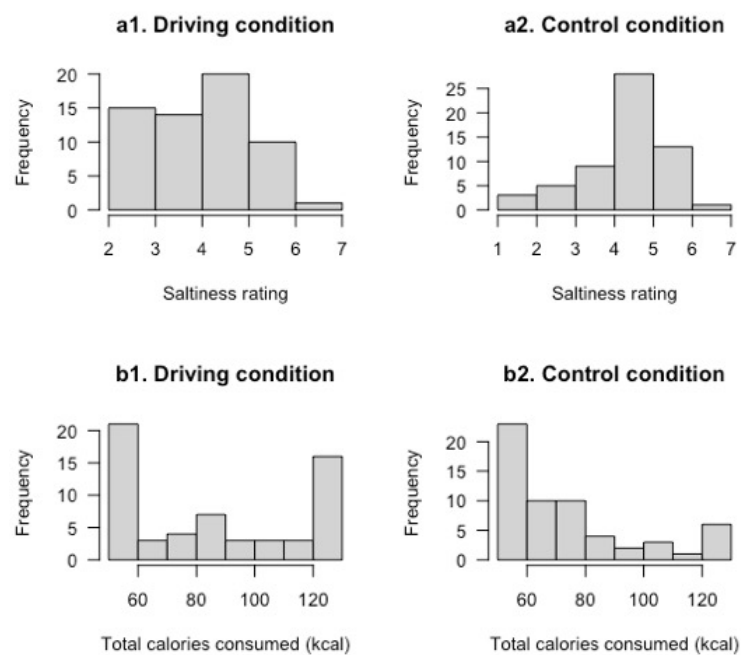 a1. Driving condition
Frequency
20
15
10
5
0
2 3 4 5 6 7
Saltiness rating
a2. Control condition
Frequency
25
20
15
10
5
0
1 2 3 4 5 6 7
Saltiness rating
b1. Driving condition
Frequency
20
15
10
5
0
60 80 100 120
Total calories consumed (kcal)
b2. Control condition
Frequency
20
15
10
5
0
60 80 100 120
Total calories consumed (kcal)